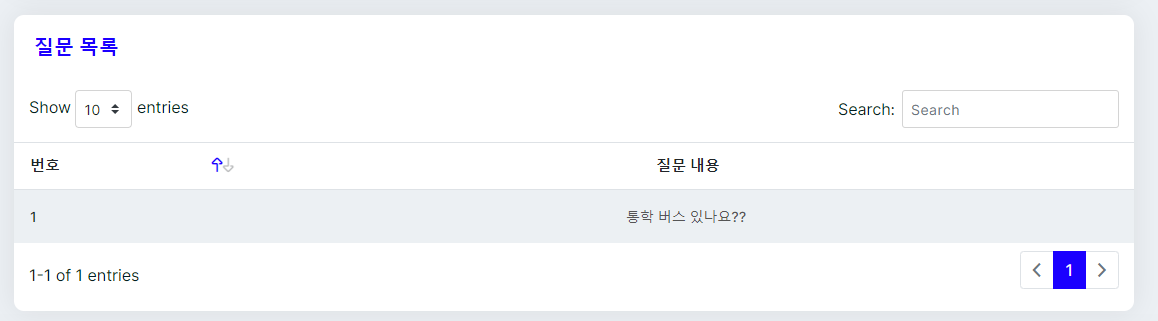 질문 목록
Show 10 entries Search: Search
번호 질문 내용
1 통학 버스 있나요??
1-1 of 1 entries 1